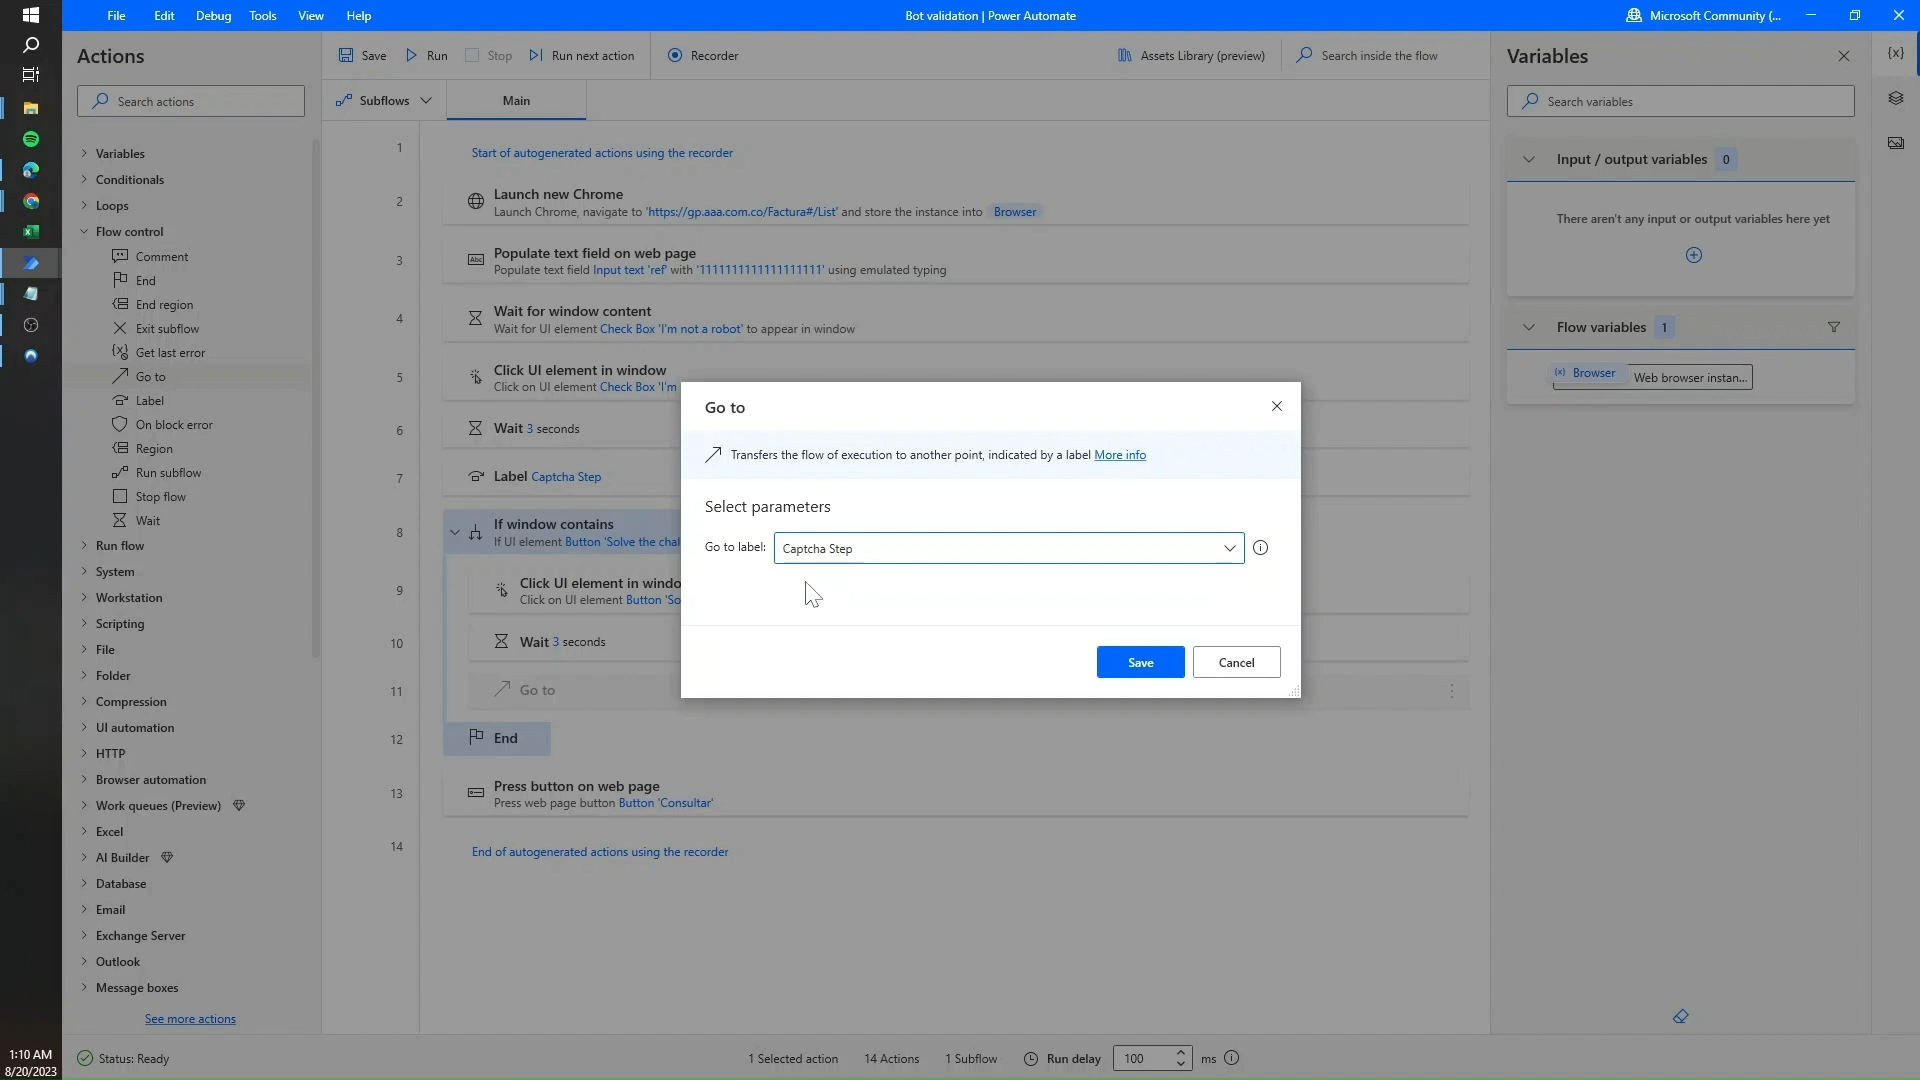 File Edit Debug Tools View Help
Bot validation | Power Automate
Microsoft Community (...
Actions
Search actions
Variables
Conditionals
Loops
Flow control
Comment
End
End region
Exit subflow
Get last error
Go to
Label
On block error
Region
Run subflow
Stop flow
Wait
Run flow
System
Workstation
Scripting
File
Folder
Compression
UI automation
HTTP
Browser automation
Work queues (Preview)
Excel
AI Builder
Database
Email
Exchange Server
Outlook
Message boxes
See more actions
Save Run Stop Run next action Recorder
Assets Library (preview) Search inside the flow
Subflows Main
1 Start of autogenerated actions using the recorder
2 Launch new Chrome
Launch Chrome, navigate to 'https://gp.aaa.com.co/Factura#/List' and store the instance into Browser
3 Populate text field on web page
Populate text field Input text 'ref' with '1111111111111111111' using emulated typing
4 Wait for window content
Wait for UI element Check Box 'I'm not a robot' to appear in window
5 Click UI element in window
Click on UI element Check Box 'I'm
6 Wait 3 seconds
7 Label Captcha Step
8 If window contains
If UI element Button 'Solve the chal
9 Click UI element in windo
Click on UI element Button 'So
10 Wait 3 seconds
11 Go to
12 End
13 Press button on web page
Press web page button Button 'Consultar'
14 End of autogenerated actions using the recorder
Go to
Transfers the flow of execution to another point, indicated by a label More info
Select parameters
Go to label: Captcha Step
Save Cancel
Variables
{x}
Search variables
Input / output variables 0
There aren't any input or output variables here yet
Flow variables 1
(x) Browser Web browser instan...
Status: Ready 1 Selected action 14 Actions 1 Subflow Run delay 100 ms
1:10 AM
8/20/2023